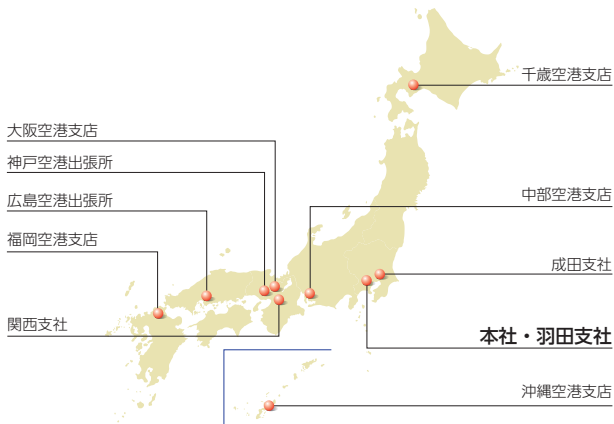 千歳空港支店
大阪空港支店
神戸空港出張所
広島空港出張所
中部空港支店
福岡空港支店
成田支社
関西支社
本社・羽田支社
沖縄空港支店